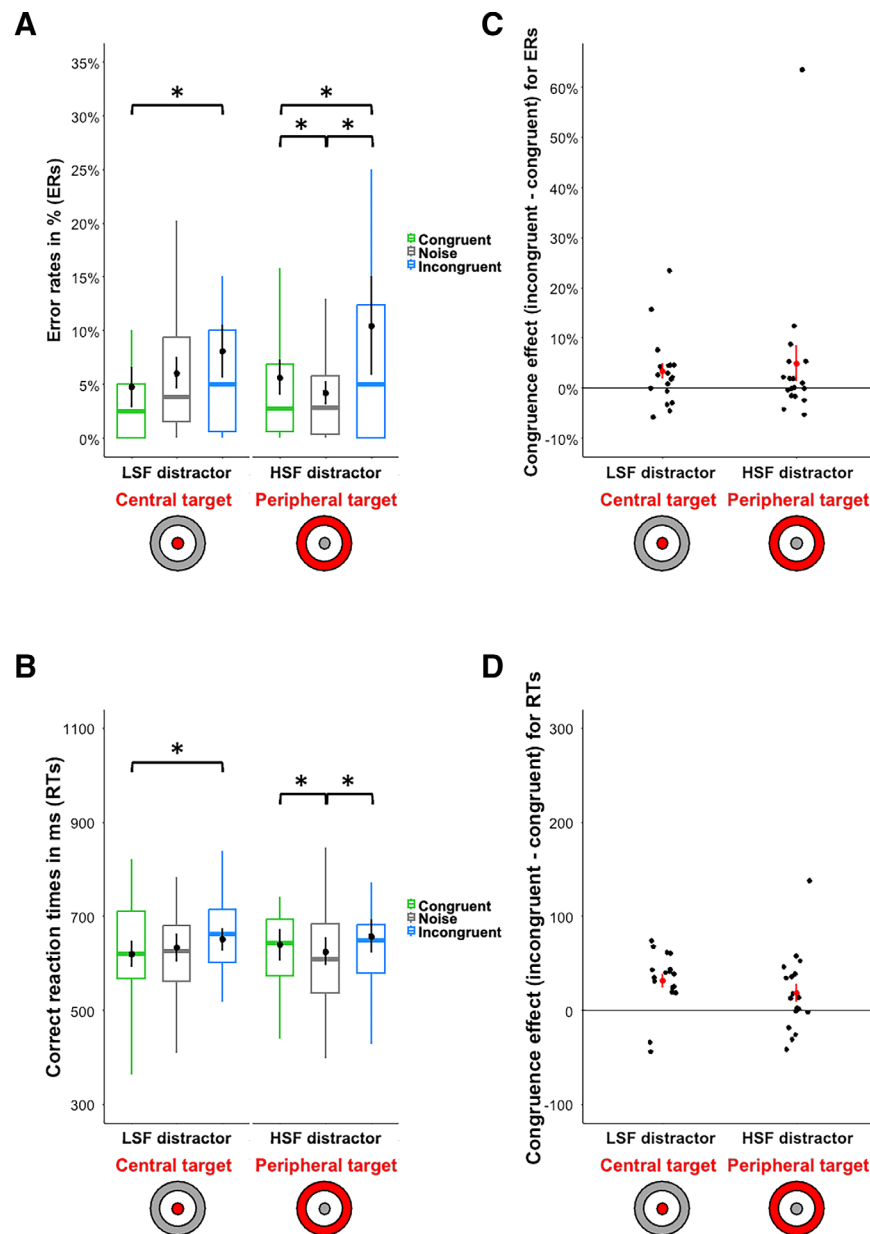 A
Error rates in % (ERs)
35%
30%
25%
20%
15%
10%
5%
0%
*
*
*
*
Congruent
Noise
Incongruent
LSF distractor
HSF distractor
Central target
Peripheral target
C
Congruence effect (incongruent - congruent) for ERs
60%
50%
40%
30%
20%
10%
0%
-10%
LSF distractor
HSF distractor
Central target
Peripheral target
B
Correct reaction times in ms (RTs)
1100
900
700
500
300
*
*
*
Congruent
Noise
Incongruent
LSF distractor
HSF distractor
Central target
Peripheral target
D
Congruence effect (incongruent - congruent) for RTs
300
200
100
0
-100
LSF distractor
HSF distractor
Central target
Peripheral target